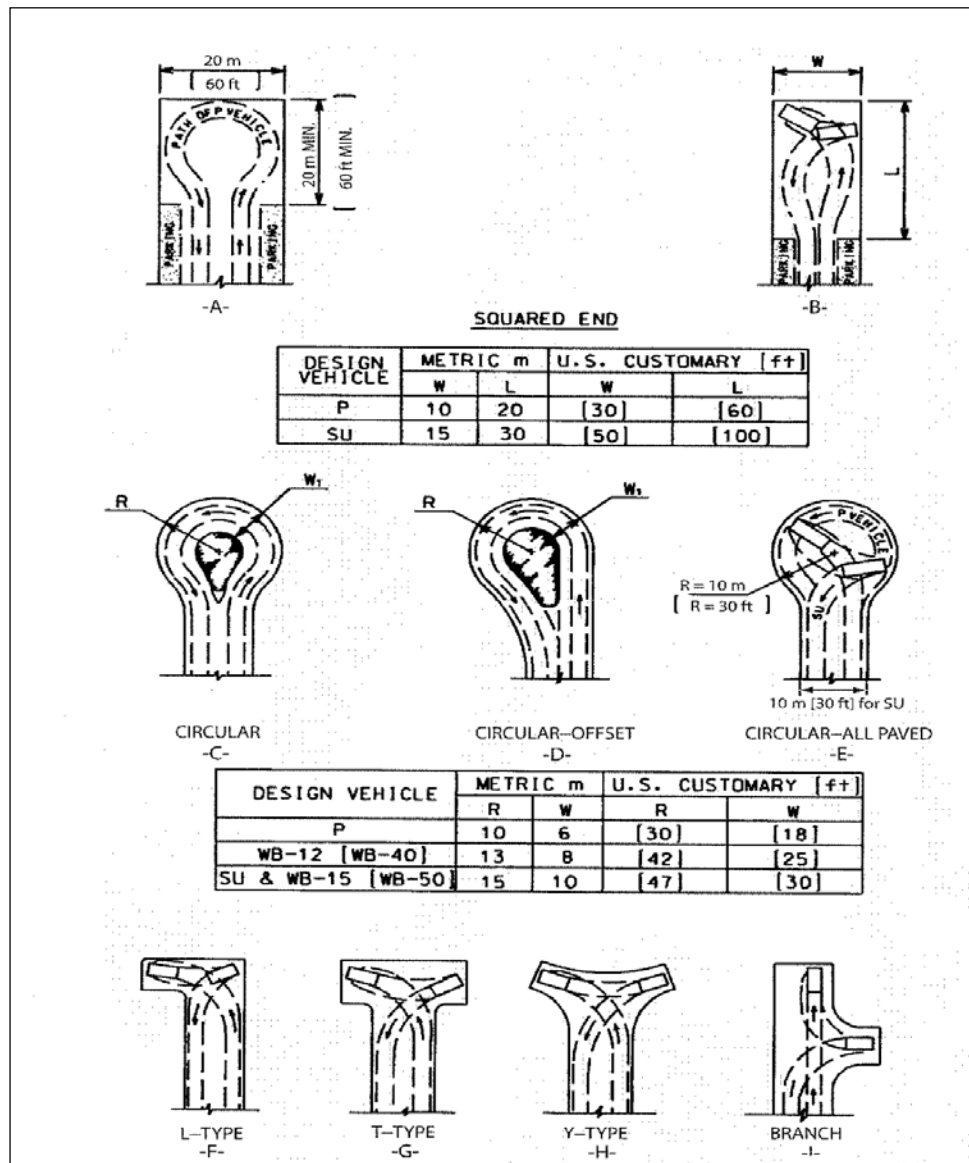 20 m
[ 60 ft ]
PATH OF P VEHICLE
20 m MIN.
[ 60 ft MIN. ]
PARKING
PARKING
-A-
W
L
PARKING
PARKING
-B-
SQUARED END
DESIGN VEHICLE METRIC m U.S. CUSTOMARY [ft]
W L W L
P 10 20 [30] [60]
SU 15 30 [50] [100]
R
W₁
R
W₁
P VEHICLE
R = 10 m
[ R = 30 ft ]
SU
10 m [30 ft] for SU
CIRCULAR
-C-
CIRCULAR–OFFSET
-D-
CIRCULAR–ALL PAVED
-E-
DESIGN VEHICLE METRIC m U.S. CUSTOMARY [ft]
R W R W
P 10 6 [30] [18]
WB-12 [WB-40] 13 8 [42] [25]
SU & WB-15 [WB-50] 15 10 [47] [30]
L–TYPE
-F-
T–TYPE
-G-
Y–TYPE
-H-
BRANCH
-I-